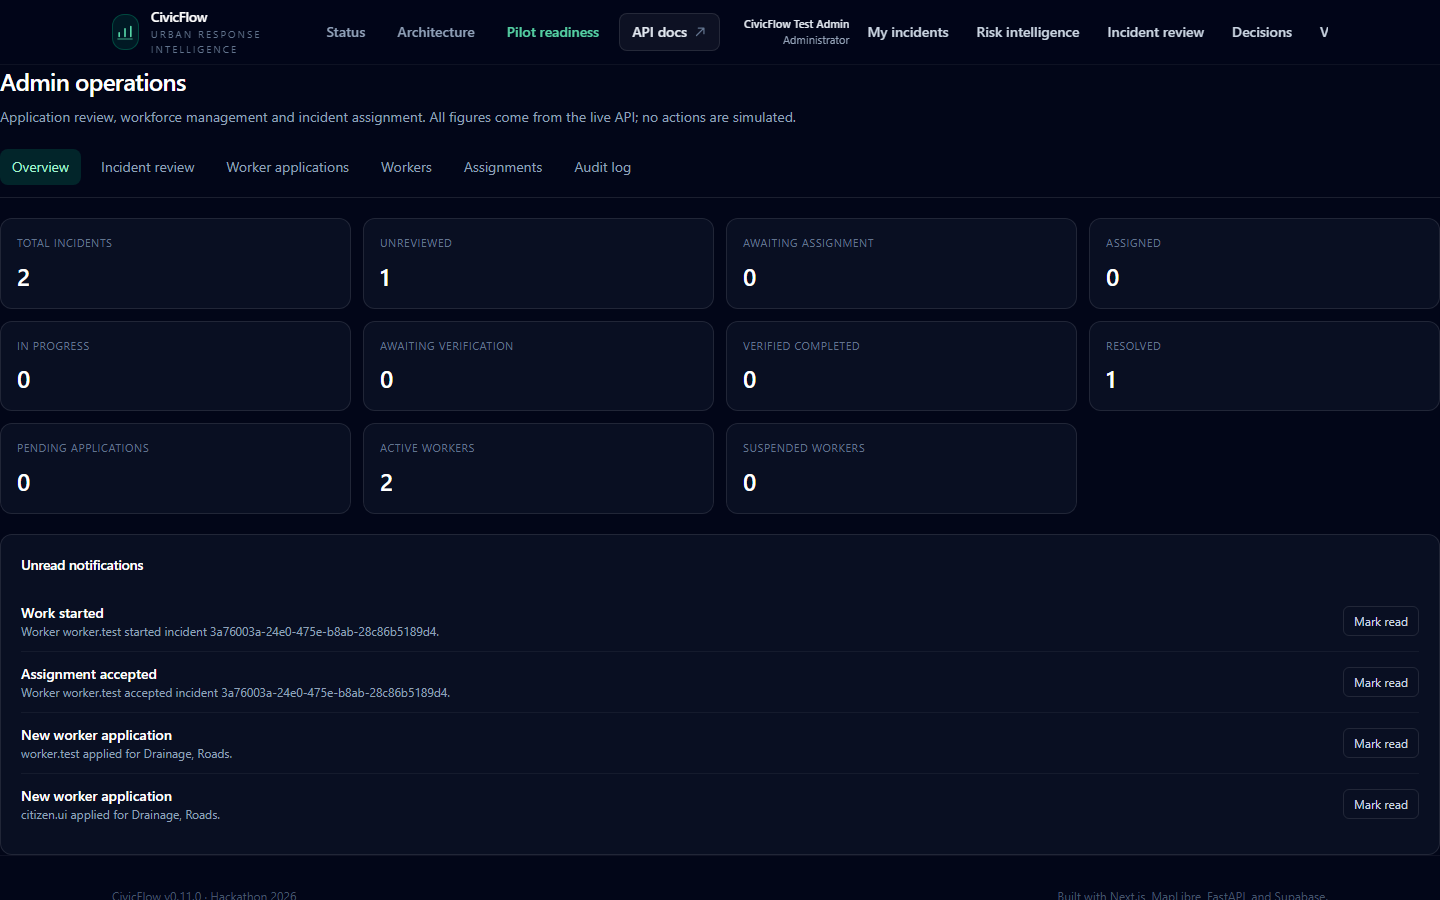 CivicFlow
URBAN RESPONSE
INTELLIGENCE
Status
Architecture
Pilot readiness
API docs ↗
CivicFlow Test Admin
Administrator
My incidents
Risk intelligence
Incident review
Decisions
Admin operations
Application review, workforce management and incident assignment. All figures come from the live API; no actions are simulated.
Overview
Incident review
Worker applications
Workers
Assignments
Audit log
TOTAL INCIDENTS
2
UNREVIEWED
1
AWAITING ASSIGNMENT
0
ASSIGNED
0
IN PROGRESS
0
AWAITING VERIFICATION
0
VERIFIED COMPLETED
0
RESOLVED
1
PENDING APPLICATIONS
0
ACTIVE WORKERS
2
SUSPENDED WORKERS
0
Unread notifications
Work started
Worker worker.test started incident 3a76003a-24e0-475e-b8ab-28c86b5189d4.
Mark read
Assignment accepted
Worker worker.test accepted incident 3a76003a-24e0-475e-b8ab-28c86b5189d4.
Mark read
New worker application
worker.test applied for Drainage, Roads.
Mark read
New worker application
citizen.ui applied for Drainage, Roads.
Mark read
CivicFlow v0.11.0 · Hackathon 2026
Built with Next.js, MapLibre, FastAPI, and Supabase.